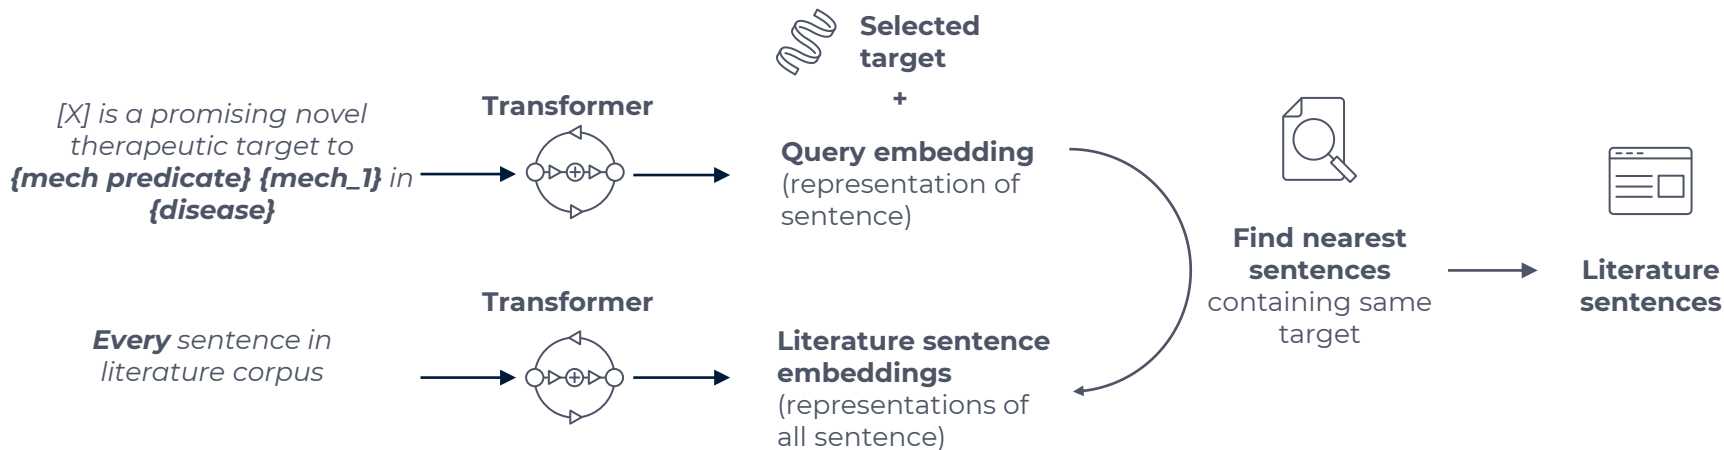 [X] is a promising novel
therapeutic target to
{mech predicate} {mech_1} in
{disease}
Transformer
Selected
target
+
Query embedding
(representation of
sentence)
Every sentence in
literature corpus
Transformer
Literature sentence
embeddings
(representations of
all sentence)
Find nearest
sentences
containing same
target
Literature
sentences